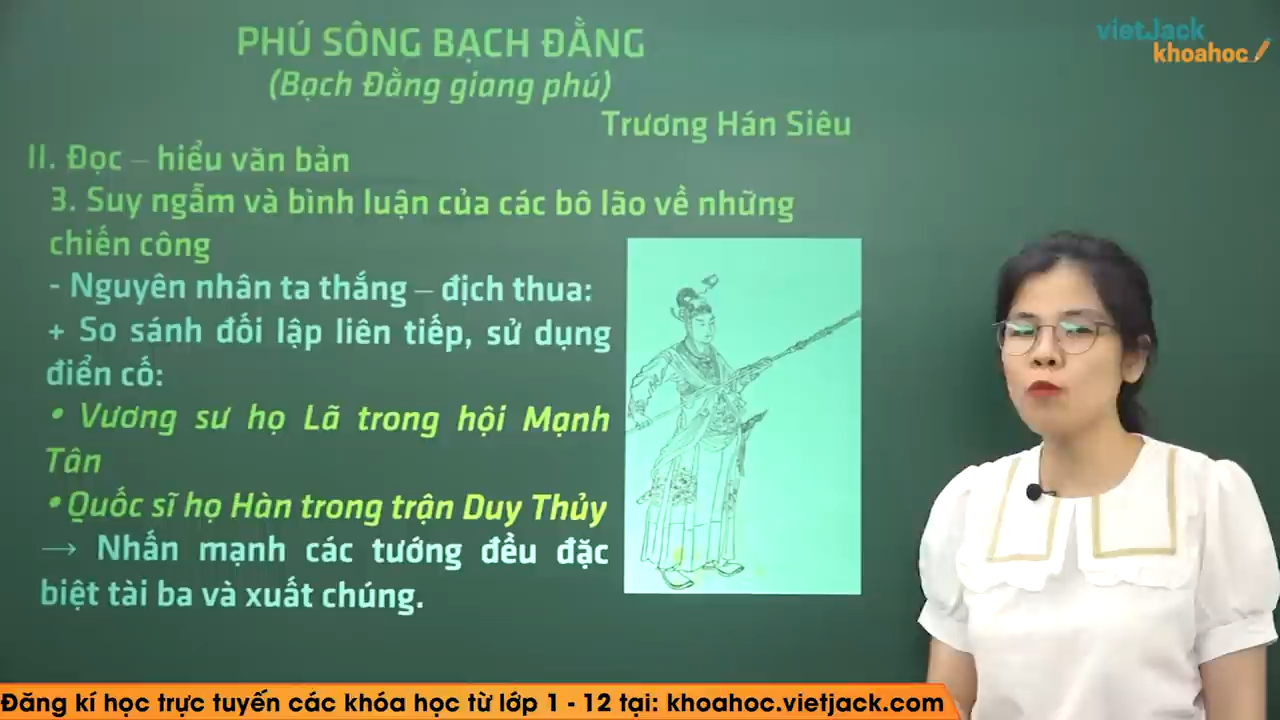 PHÚ SÔNG BẠCH ĐẰNG
(Bạch Đằng giang phú)
Trương Hán Siêu
II. Đọc – hiểu văn bản
3. Suy ngẫm và bình luận của các bô lão về những
chiến công
- Nguyên nhân ta thắng – địch thua:
+ So sánh đối lập liên tiếp, sử dụng
điển cố:
• Vương sư họ Lã trong hội Mạnh
Tân
• Quốc sĩ họ Hàn trong trận Duy Thủy
→ Nhấn mạnh các tướng đều đặc
biệt tài ba và xuất chúng.
vietJack
khoahoc
Đăng kí học trực tuyến các khóa học từ lớp 1 - 12 tại: khoahoc.vietjack.com